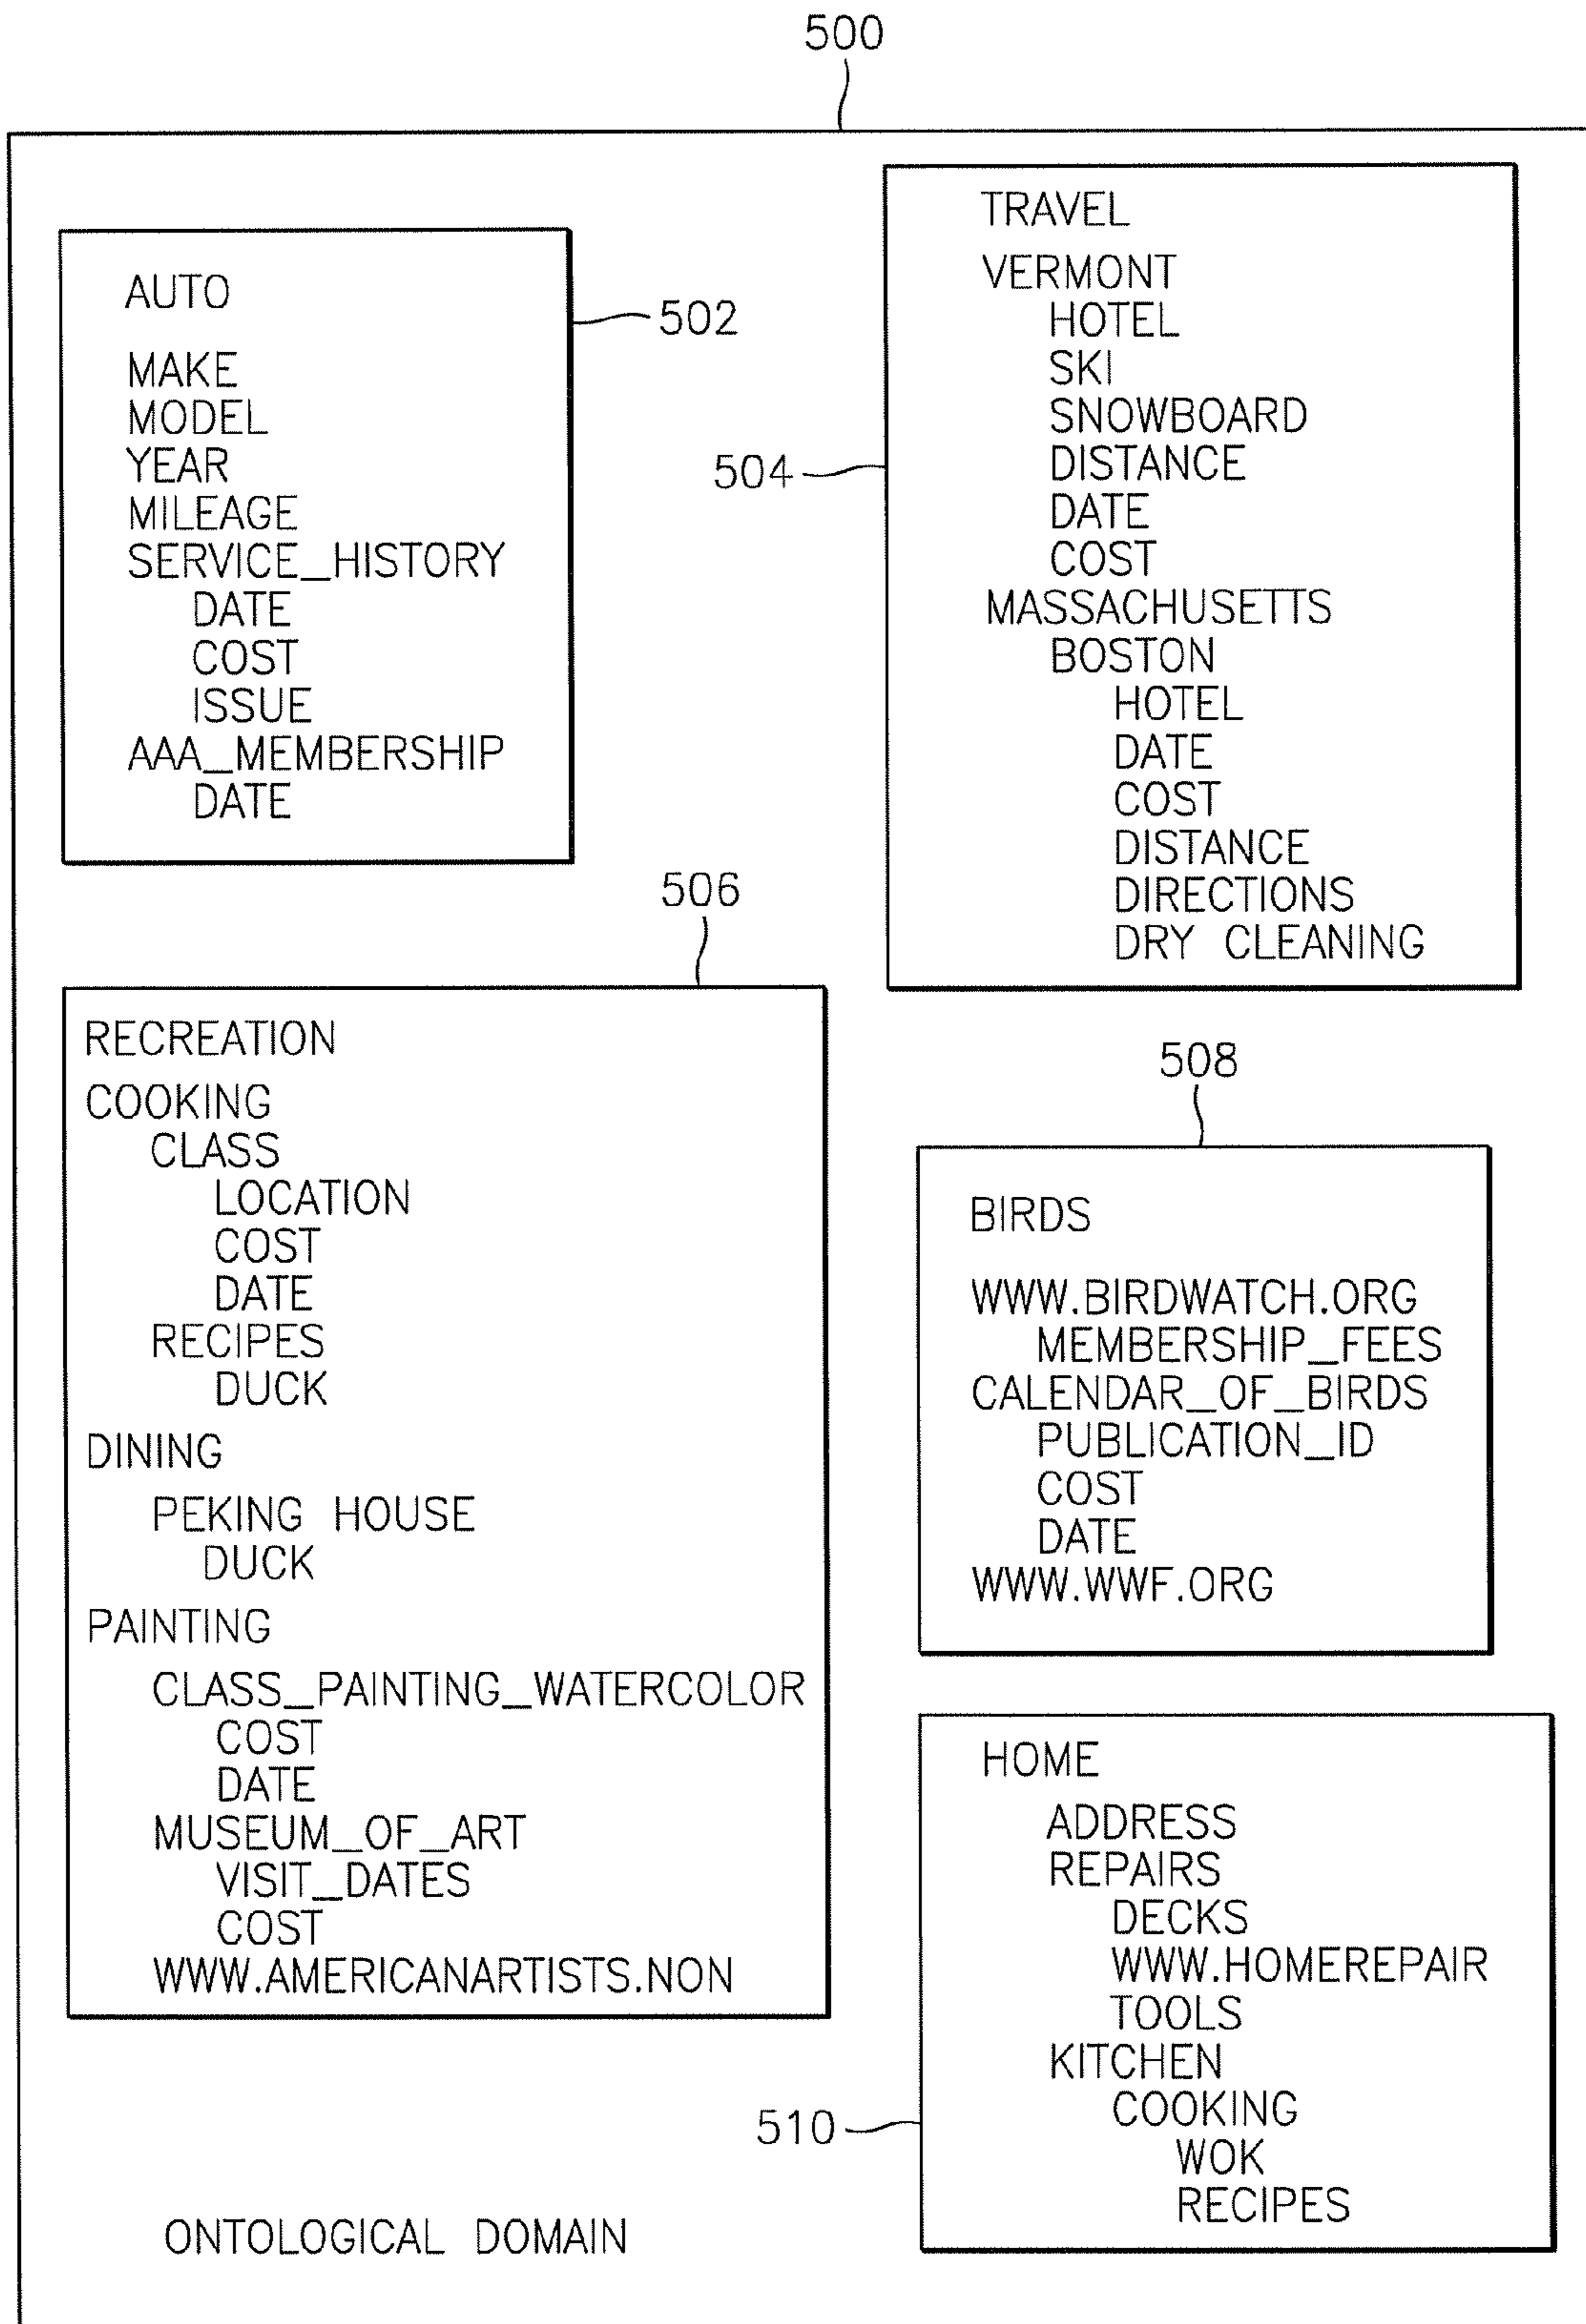 500
AUTO
MAKE
MODEL
YEAR
MILEAGE
SERVICE_HISTORY
DATE
COST
ISSUE
AAA_MEMBERSHIP
DATE
502
TRAVEL
VERMONT
HOTEL
SKI
SNOWBOARD
DISTANCE
DATE
COST
MASSACHUSETTS
BOSTON
HOTEL
DATE
COST
DISTANCE
DIRECTIONS
DRY CLEANING
504
506
RECREATION
COOKING
CLASS
LOCATION
COST
DATE
RECIPES
DUCK
DINING
PEKING HOUSE
DUCK
PAINTING
CLASS_PAINTING_WATERCOLOR
COST
DATE
MUSEUM_OF_ART
VISIT_DATES
COST
WWW.AMERICANARTISTS.NON
508
BIRDS
WWW.BIRDWATCH.ORG
MEMBERSHIP_FEES
CALENDAR_OF_BIRDS
PUBLICATION_ID
COST
DATE
WWW.WWF.ORG
HOME
ADDRESS
REPAIRS
DECKS
WWW.HOMEREPAIR
TOOLS
KITCHEN
COOKING
WOK
RECIPES
510
ONTOLOGICAL DOMAIN